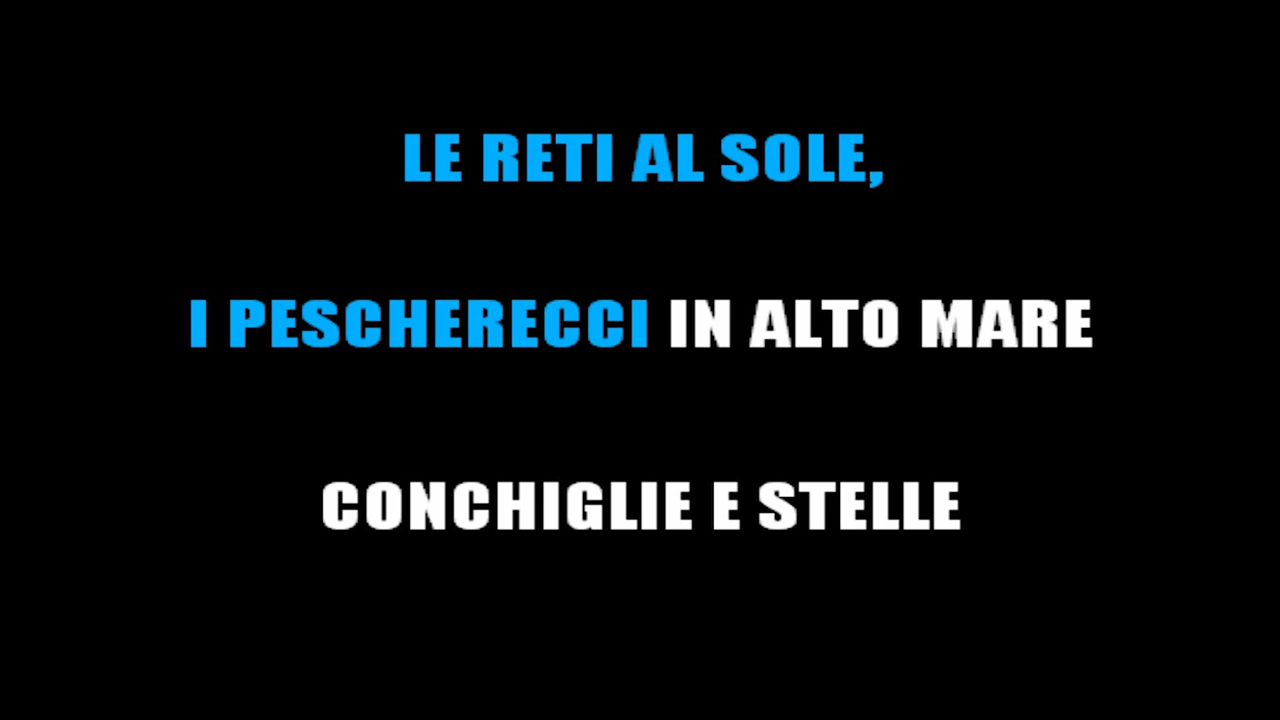 LE RETI AL SOLE,
I PESCHERECCI IN ALTO MARE
CONCHIGLIE E STELLE